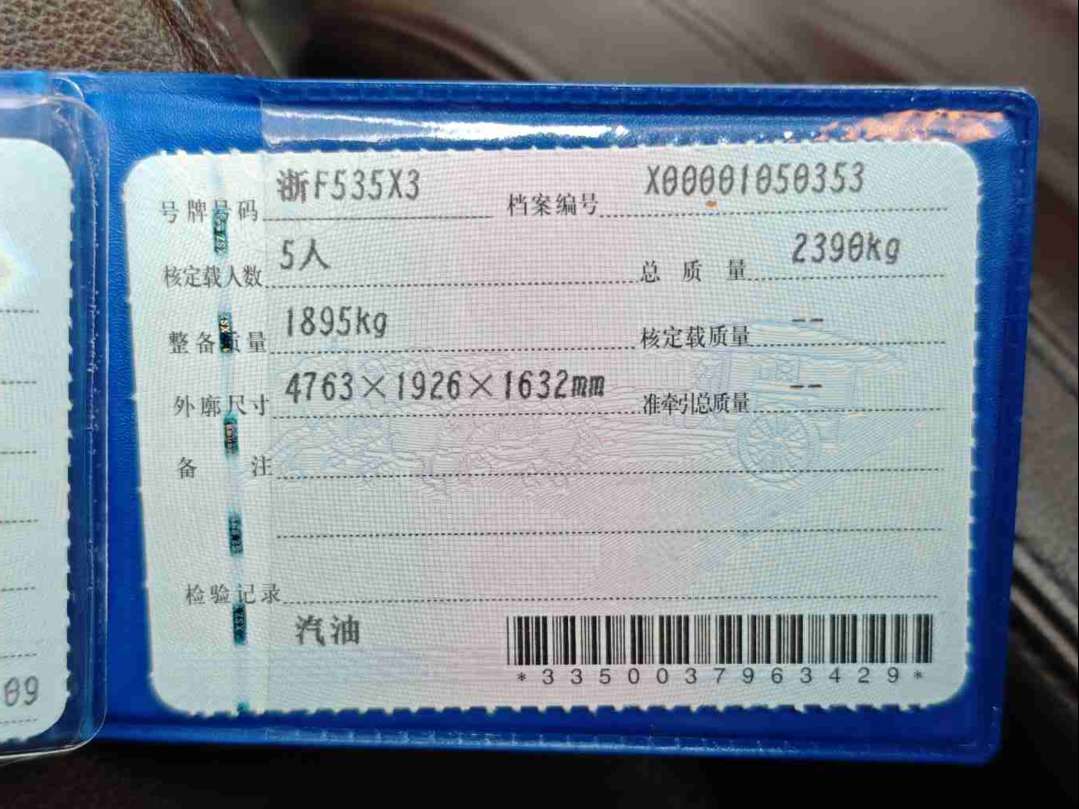 号牌号码 浙F535X3 档案编号 X00001050353
核定载人数 5人 总质量 2390kg
整备质量 1895kg 核定载质量 --
外廓尺寸 4763×1926×1632mm 准牵引总质量 --
备注
检验记录
汽油
*3350037963429*
09